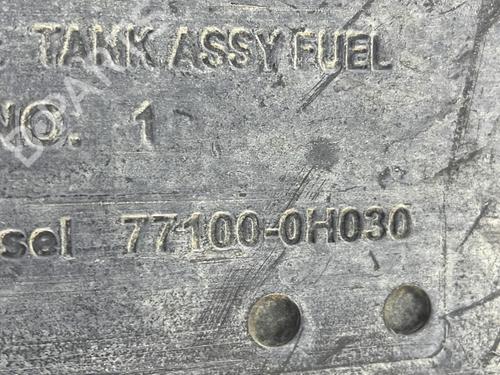 TANK ASSY FUEL
NO. 1
sel 77100-0H030